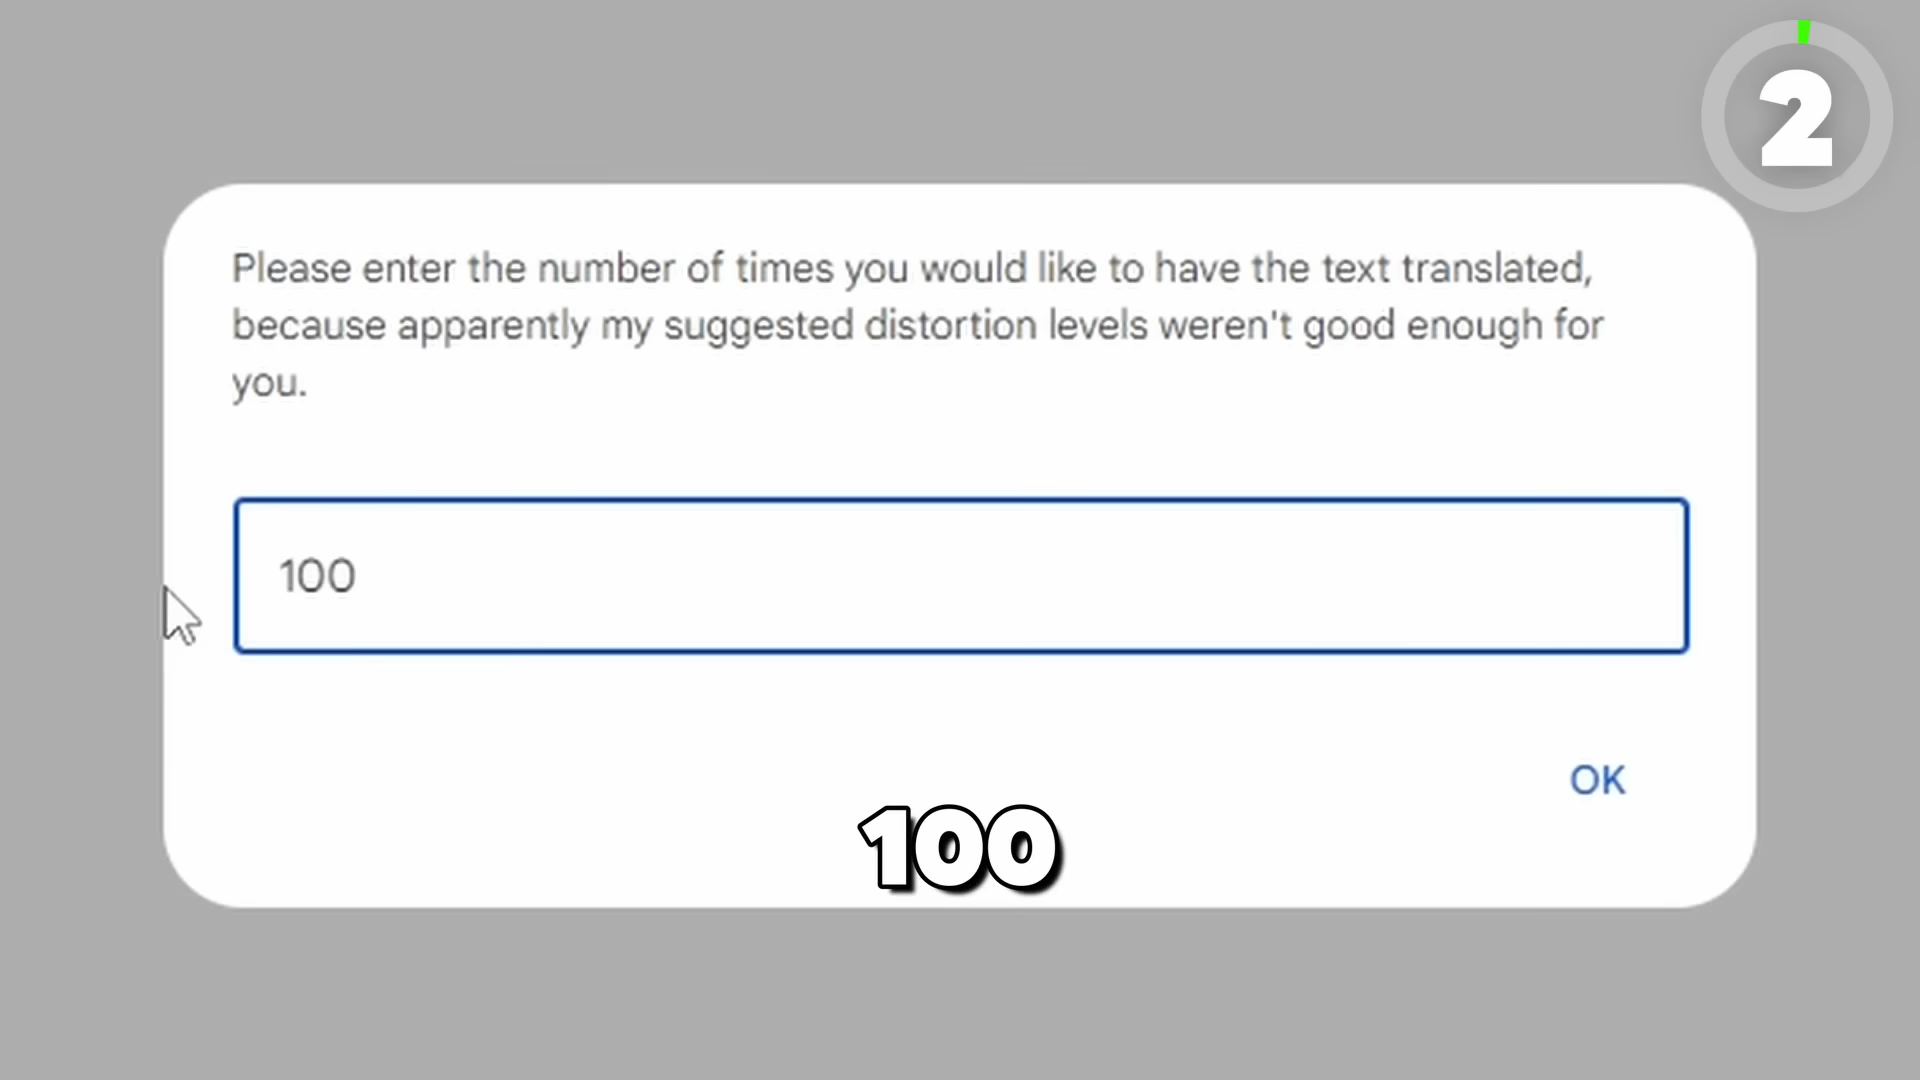 2
Please enter the number of times you would like to have the text translated,
because apparently my suggested distortion levels weren't good enough for
you.
100
OK
100